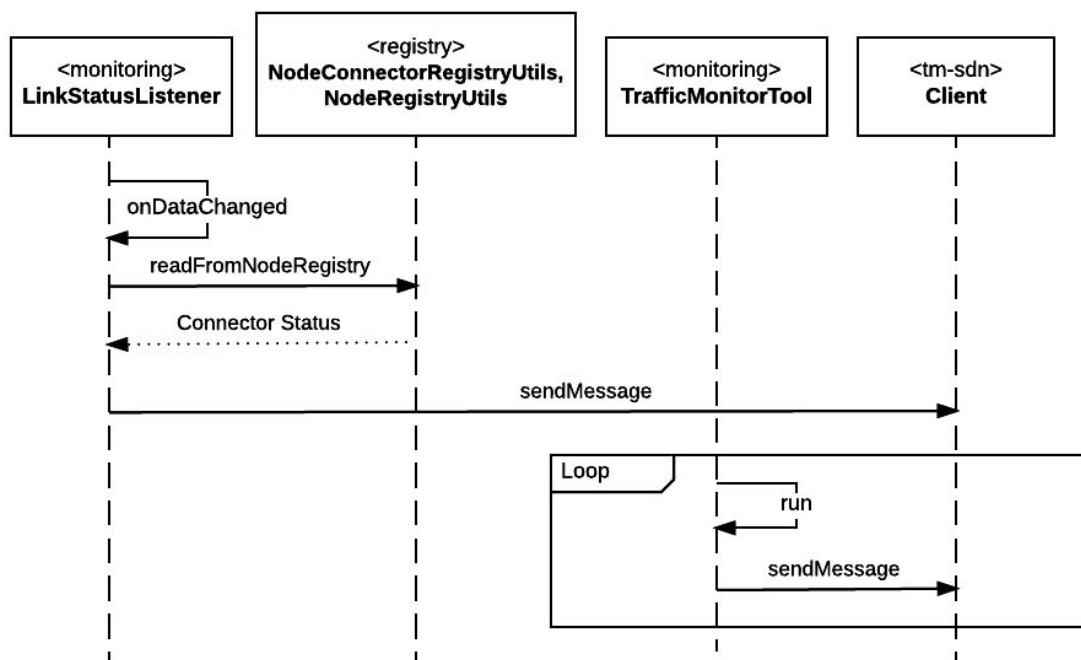 <monitoring>
LinkStatusListener
<registry>
NodeConnectorRegistryUtils,
NodeRegistryUtils
<monitoring>
TrafficMonitorTool
<tm-sdn>
Client
onDataChanged
readFromNodeRegistry
Connector Status
sendMessage
Loop
run
sendMessage